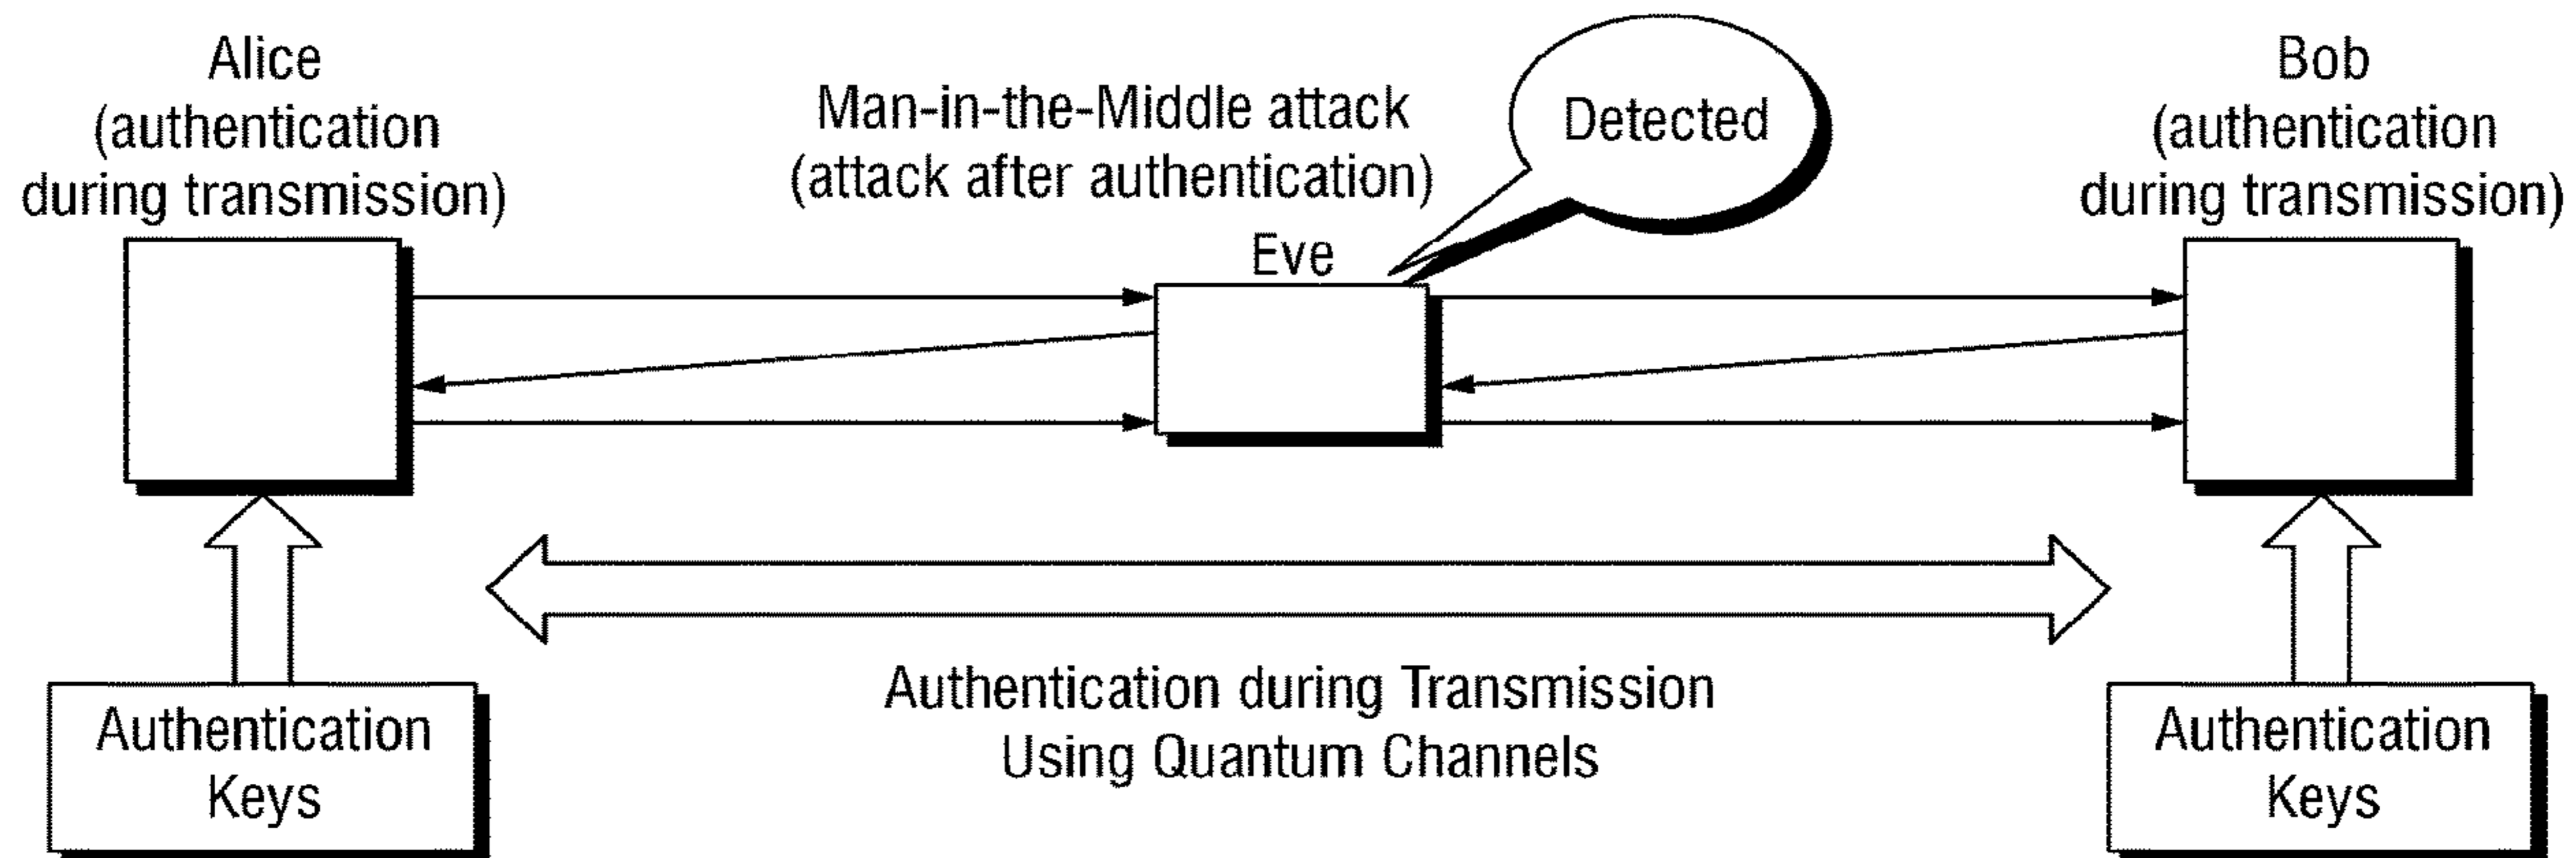 Alice
(authentication
during transmission)
Man-in-the-Middle attack
(attack after authentication)
Eve
Detected
Bob
(authentication
during transmission)
Authentication
Keys
Authentication during Transmission
Using Quantum Channels
Authentication
Keys